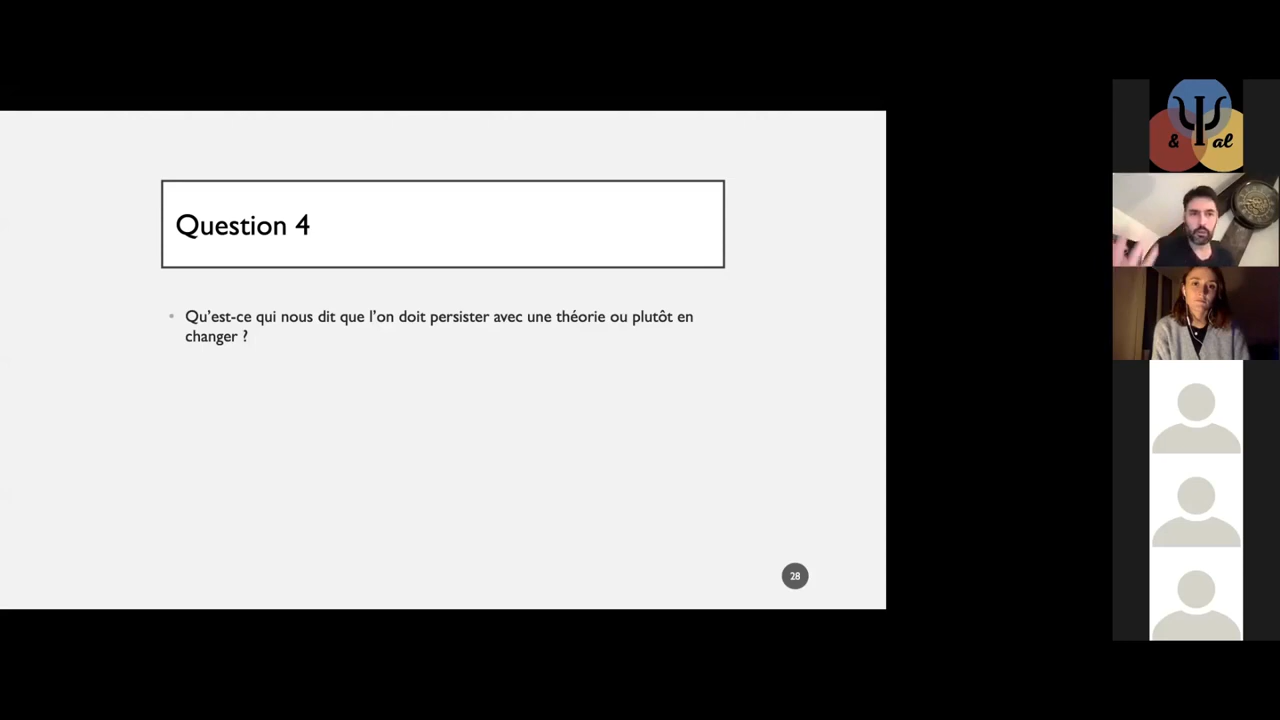 Question 4
• Qu’est-ce qui nous dit que l’on doit persister avec une théorie ou plutôt en
changer ?
28
Ψ
& al